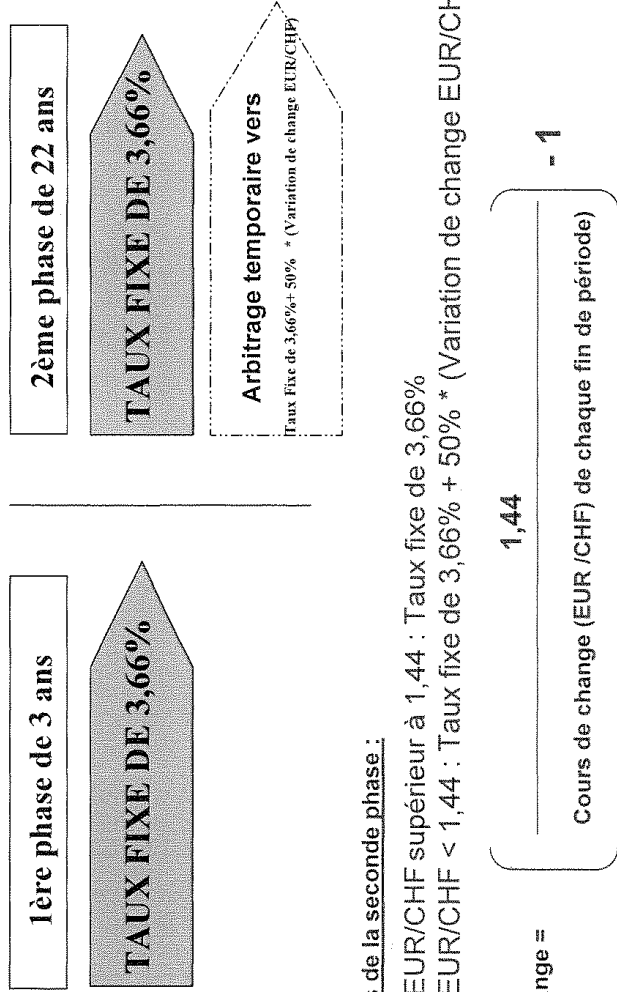 1ère phase de 3 ans
TAUX FIXE DE 3,66%
2ème phase de 22 ans
TAUX FIXE DE 3,66%
Arbitrage temporaire vers
Taux Fixe de 3,66%+ 50% * (Variation de change EUR/CHF)
s de la seconde phase :
EUR/CHF supérieur à 1,44 : Taux fixe de 3,66%
EUR/CHF < 1,44 : Taux fixe de 3,66% + 50% * (Variation de change EUR/CH
nge =
1,44
Cours de change (EUR /CHF) de chaque fin de période)
- 1